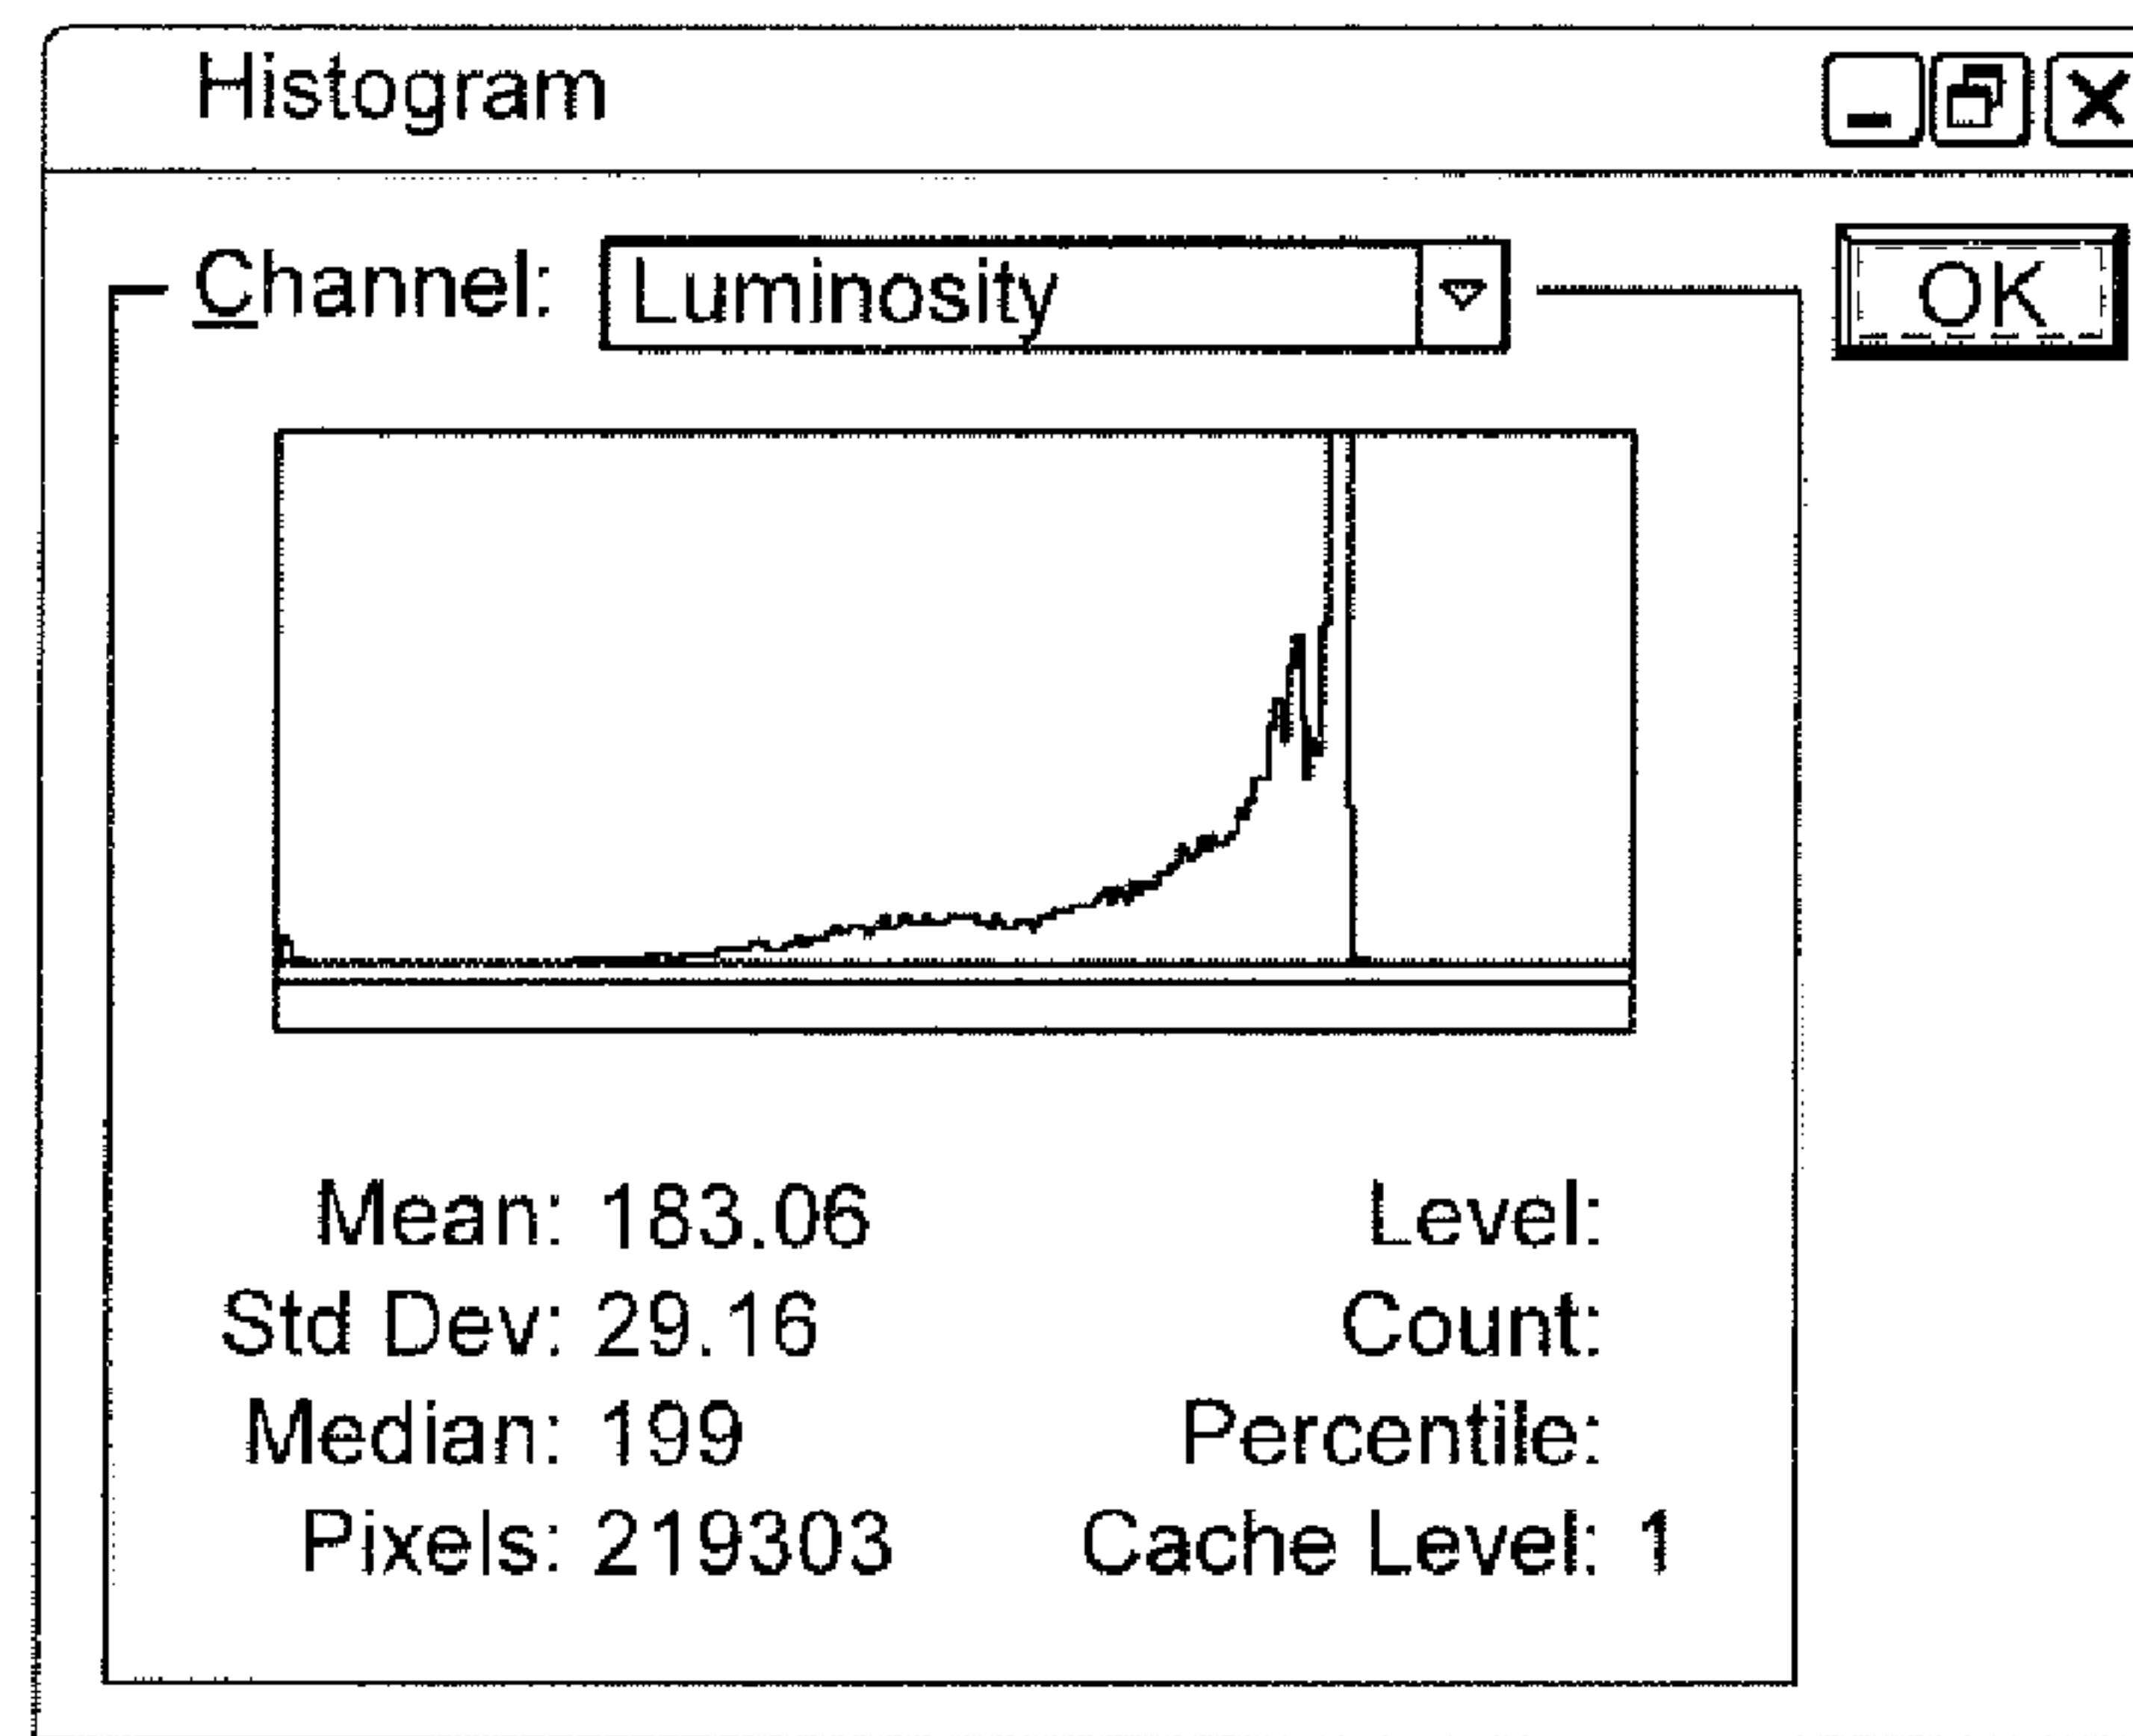 Histogram
Channel: Luminosity OK
Mean: 183.06 Level:
Std Dev: 29.16 Count:
Median: 199 Percentile:
Pixels: 219303 Cache Level: 1